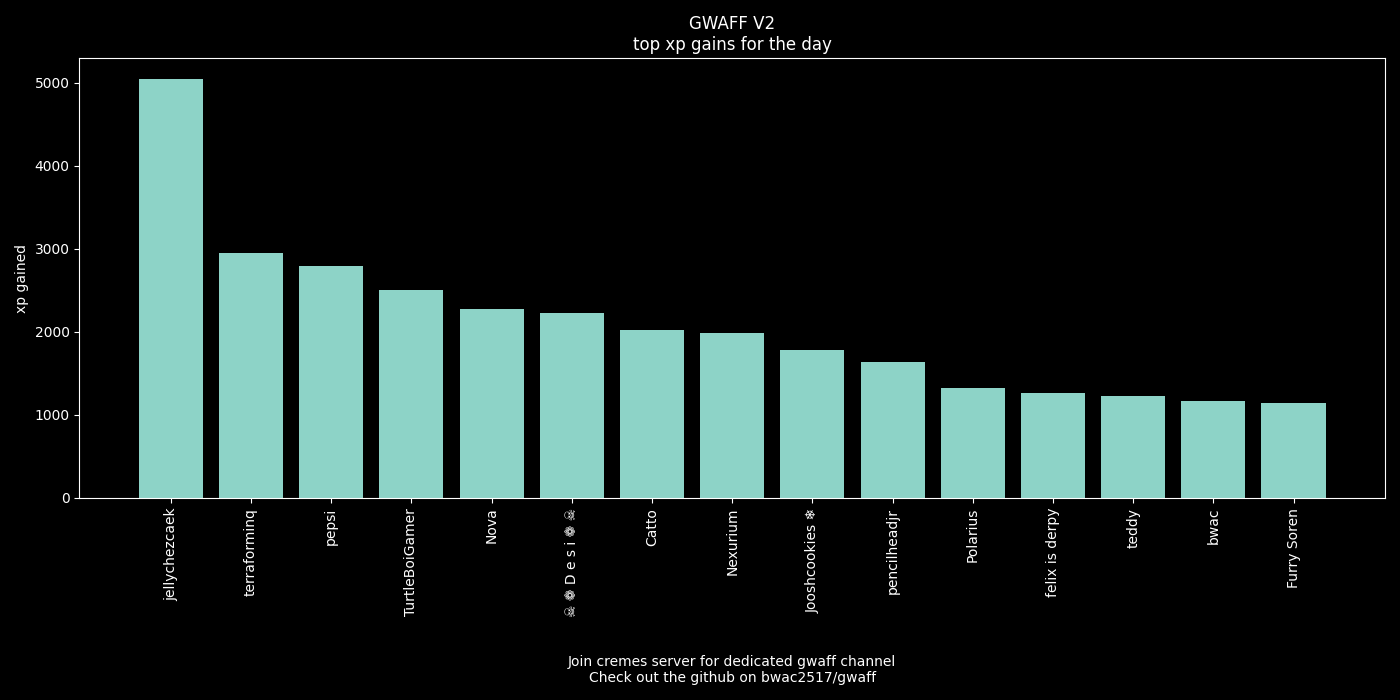 GWAFF V2
top xp gains for the day
xp gained
5000
4000
3000
2000
1000
0
jellychezcaek
terraforminq
pepsi
TurtleBoiGamer
Nova
☠ ❁ D e s i ❁ ☠
Catto
Nexurium
Jooshcookies ❄
pencilheadjr
Polarius
felix is derpy
teddy
bwac
Furry Soren
Join cremes server for dedicated gwaff channel
Check out the github on bwac2517/gwaff